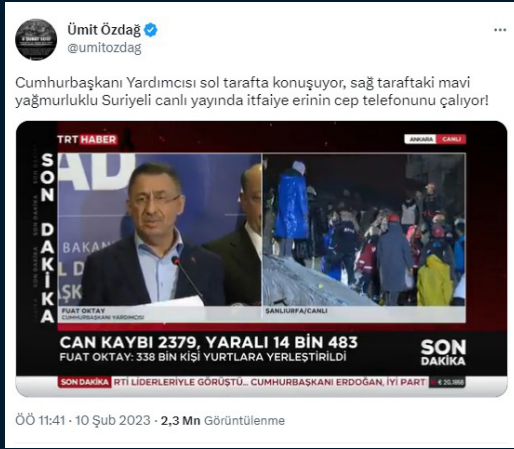 Ümit Özdağ
@umitozdag
Cumhurbaşkanı Yardımcısı sol tarafta konuşuyor, sağ taraftaki mavi
yağmurluklu Suriyeli canlı yayında itfaiye erinin cep telefonunu çalıyor!
TRT HABER
ANKARA CANLI
SON DAKİKA
AD
BAKAN
FUAT OKTAY
CUMHURBAŞKANI YARDIMCISI
ŞANLIURFA/CANLI
CAN KAYBI 2379, YARALI 14 BİN 483
FUAT OKTAY: 338 BİN KİŞİ YURTLARA YERLEŞTİRİLDİ
SON
DAKİKA
SON DAKİKA RTİ LİDERLERİYLE GÖRÜŞTÜ... CUMHURBAŞKANI ERDOĞAN, İYİ PART
ÖÖ 11:41 · 10 Şub 2023 · 2,3 Mn Görüntülenme